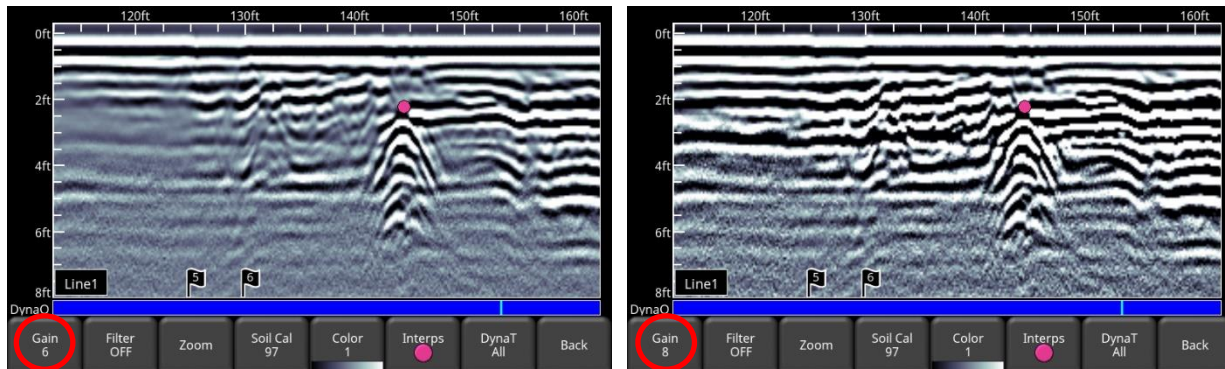 120ft 130ft 140ft 150ft 160ft
0ft
2ft
4ft
6ft
8ft
5 6
Line1
DynaQ
Gain 6
Filter OFF
Zoom
Soil Cal 97
Color 1
Interps
DynaT All
Back
120ft 130ft 140ft 150ft 160ft
0ft
2ft
4ft
6ft
8ft
5 6
Line1
DynaQ
Gain 8
Filter OFF
Zoom
Soil Cal 97
Color 1
Interps
DynaT All
Back